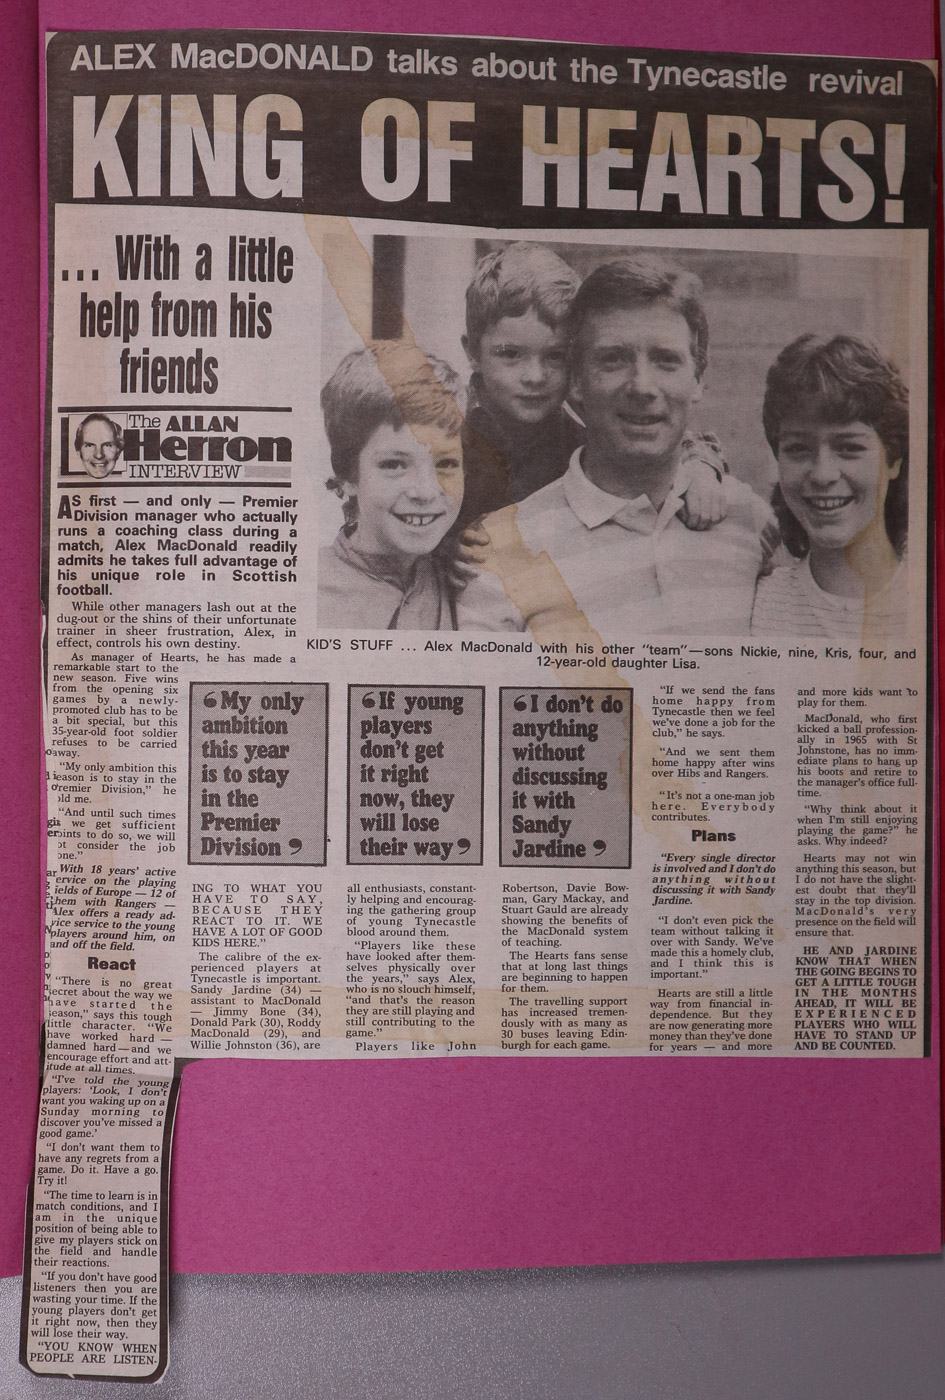 ALEX MacDONALD talks about the Tynecastle revival
KING OF HEARTS!
... With a little
help from his
friends
The ALLAN
Herron
INTERVIEW
AS first — and only — Premier
Division manager who actually
runs a coaching class during a
match, Alex MacDonald readily
admits he takes full advantage of
his unique role in Scottish
football.
While other managers lash out at the
dug-out or the shins of their unfortunate
trainer in sheer frustration, Alex, in
effect, controls his own destiny.
As manager of Hearts, he has made a
remarkable start to the
new season. Five wins
from the opening six
games by a newly-
promoted club has to be
a bit special, but this
35-year-old foot soldier
refuses to be carried
away.
"My only ambition this
season is to stay in the
Premier Division," he
old me.
"And until such times
we get sufficient
points to do so, we will
ot consider the job
one."
With 18 years' active
ervice on the playing
ields of Europe — 12 of
them with Rangers —
Alex offers a ready ad-
vice service to the young
players around him, on
and off the field.
React
"There is no great
secret about the way we
have started the
season," says this tough
little character. "We
have worked hard —
damned hard — and we
encourage effort and att-
itude at all times.
"I've told the young
players: 'Look, I don't
want you waking up on a
Sunday morning to
discover you've missed a
good game.'
"I don't want them to
have any regrets from a
game. Do it. Have a go.
Try it!
"The time to learn is in
match conditions, and I
am in the unique
position of being able to
give my players stick on
the field and handle
their reactions.
"If you don't have good
listeners then you are
wasting your time. If the
young players don't get
it right now, then they
will lose their way.
"YOU KNOW WHEN
PEOPLE ARE LISTEN-
KID'S STUFF ... Alex MacDonald with his other "team"—sons Nickie, nine, Kris, four, and
12-year-old daughter Lisa.
“My only
ambition
this year
is to stay
in the
Premier
Division”
ING TO WHAT YOU
HAVE TO SAY,
BECAUSE THEY
REACT TO IT. WE
HAVE A LOT OF GOOD
KIDS HERE."
The calibre of the ex-
perienced players at
Tynecastle is important.
Sandy Jardine (34) —
assistant to MacDonald
— Jimmy Bone (34),
Donald Park (30), Roddy
MacDonald (29), and
Willie Johnston (36), are
“If young
players
don't get
it right
now, they
will lose
their way”
all enthusiasts, constant-
ly helping and encourag-
ing the gathering group
of young Tynecastle
blood around them.
"Players like these
have looked after them-
selves physically over
the years," says Alex,
who is no slouch himself,
"and that's the reason
they are still playing and
still contributing to the
game."
Players like John
“I don't do
anything
without
discussing
it with
Sandy
Jardine”
Robertson, Davie Bow-
man, Gary Mackay, and
Stuart Gauld are already
showing the benefits of
the MacDonald system
of teaching.
The Hearts fans sense
that at long last things
are beginning to happen
for them.
The travelling support
has increased tremen-
dously with as many as
30 buses leaving Edin-
burgh for each game.
"If we send the fans
home happy from
Tynecastle then we feel
we've done a job for the
club," he says.
"And we sent them
home happy after wins
over Hibs and Rangers.
"It's not a one-man job
here. Everybody
contributes.
Plans
"Every single director
is involved and I don't do
anything without
discussing it with Sandy
Jardine.
"I don't even pick the
team without talking it
over with Sandy. We've
made this a homely club,
and I think this is
important."
Hearts are still a little
way from financial in-
dependence. But they
are now generating more
money than they've done
for years — and more
and more kids want to
play for them.
MacDonald, who first
kicked a ball profession-
ally in 1965 with St
Johnstone, has no imm-
ediate plans to hang up
his boots and retire to
the manager's office full-
time.
"Why think about it
when I'm still enjoying
playing the game?" he
asks. Why indeed?
Hearts may not win
anything this season, but
I do not have the slight-
est doubt that they'll
stay in the top division.
MacDonald's very
presence on the field will
ensure that.
HE AND JARDINE
KNOW THAT WHEN
THE GOING BEGINS TO
GET A LITTLE TOUGH
IN THE MONTHS
AHEAD, IT WILL BE
EXPERIENCED
PLAYERS WHO WILL
HAVE TO STAND UP
AND BE COUNTED.